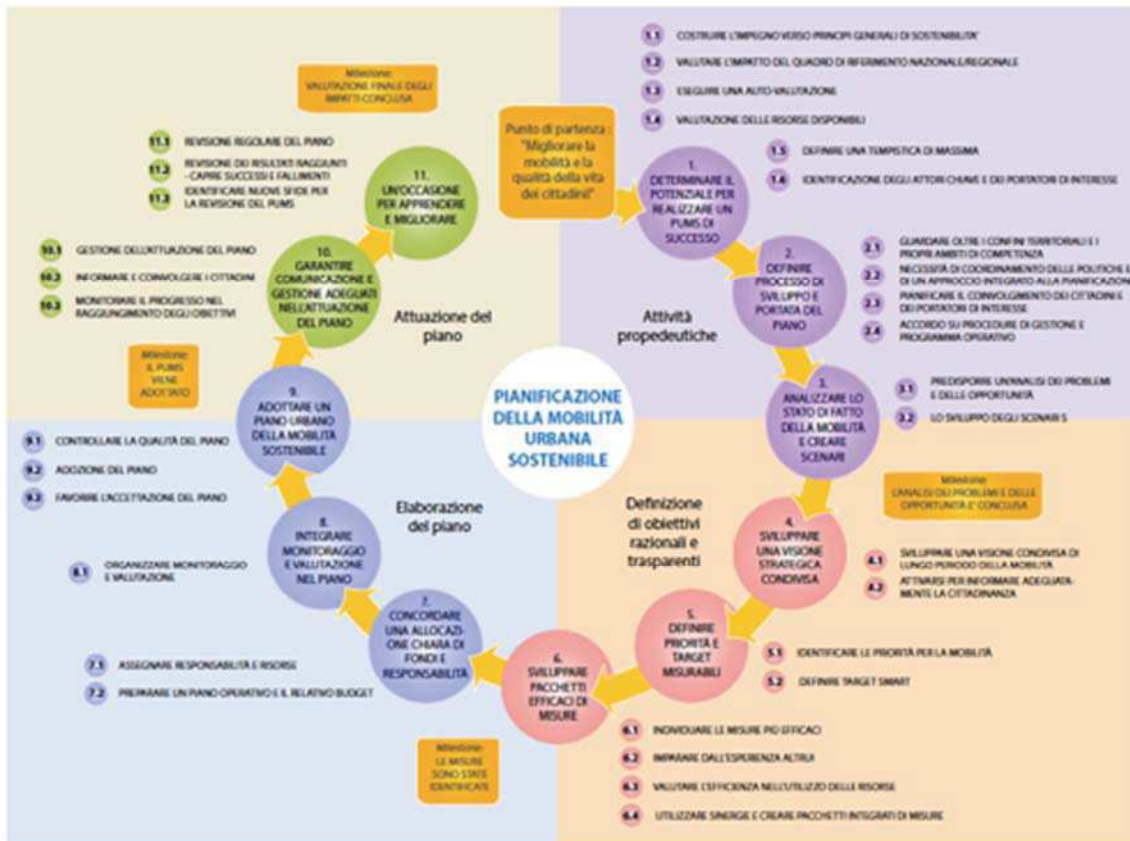 Punto di partenza :
"Migliorare la
mobilità e la
qualità della vita
dei cittadini!"
1.
DETERMINARE IL
POTENZIALE PER
REALIZZARE UN
PUMS DI
SUCCESSO
1.1 COSTRUIRE L'IMPEGNO VERSO PRINCIPI GENERALI DI SOSTENIBILITA'
1.2 VALUTARE L'IMPATTO DEL QUADRO DI RIFERIMENTO NAZIONALE/REGIONALE
1.3 ESEGUIRE UNA AUTO-VALUTAZIONE
1.4 VALUTAZIONE DELLE RISORSE DISPONIBILI
1.5 DEFINIRE UNA TEMPISTICA DI MASSIMA
1.6 IDENTIFICAZIONE DEGLI ATTORI CHIAVE E DEI PORTATORI DI INTERESSE
2.
DEFINIRE
PROCESSO DI
SVILUPPO E
PORTATA DEL
PIANO
2.1 GUARDARE OLTRE I CONFINI TERRITORIALI E I
PROPRI AMBITI DI COMPETENZA
2.2 NECESSITÀ DI COORDINAMENTO DELLE POLITICHE E
DI UN APPROCCIO INTEGRATO ALLA PIANIFICAZIONE
2.3 PIANIFICARE IL COINVOLGIMENTO DEI CITTADINI E
DEI PORTATORI DI INTERESSE
2.4 ACCORDO SU PROCEDURE DI GESTIONE E
PROGRAMMA OPERATIVO
Attività
propedeutiche
3.
ANALIZZARE LO
STATO DI FATTO
DELLA MOBILITÀ
E CREARE
SCENARI
3.1 PREDISPORRE UN'ANALISI DEI PROBLEMI
E DELLE OPPORTUNITÀ
3.2 LO SVILUPPO DEGLI SCENARI S
Milestone:
L'ANALISI DEI PROBLEMI E DELLE
OPPORTUNITÀ E' CONCLUSA
PIANIFICAZIONE
DELLA MOBILITÀ
URBANA
SOSTENIBILE
Definizione
di obiettivi
razionali e
trasparenti
4.
SVILUPPARE
UNA VISIONE
STRATEGICA
CONDIVISA
4.1 SVILUPPARE UNA VISIONE CONDIVISA DI
LUNGO PERIODO DELLA MOBILITÀ
4.2 ATTIVARSI PER INFORMARE ADEGUATA-
MENTE LA CITTADINANZA
5.
DEFINIRE
PRIORITÀ E
TARGET
MISURABILI
5.1 IDENTIFICARE LE PRIORITÀ PER LA MOBILITÀ
5.2 DEFINIRE TARGET SMART
6.
SVILUPPARE
PACCHETTI
EFFICACI DI
MISURE
6.1 INDIVIDUARE LE MISURE PIÙ EFFICACI
6.2 IMPARARE DALL'ESPERIENZA ALTRUI
6.3 VALUTARE L'EFFICIENZA NELL'UTILIZZO DELLE RISORSE
6.4 UTILIZZARE SINERGIE E CREARE PACCHETTI INTEGRATI DI MISURE
Milestone:
LE MISURE
SONO STATE
IDENTIFICATE
7.
CONCORDARE
UNA ALLOCAZI-
ONE CHIARA DI
FONDI E
RESPONSABILITÀ
7.1 ASSEGNARE RESPONSABILITÀ E RISORSE
7.2 PREPARARE UN PIANO OPERATIVO E IL RELATIVO BUDGET
Elaborazione
del piano
8.
INTEGRARE
MONITORAGGIO
E VALUTAZIONE
NEL PIANO
8.1 ORGANIZZARE MONITORAGGIO
E VALUTAZIONE
9.
ADOTTARE UN
PIANO URBANO
DELLA MOBILITÀ
SOSTENIBILE
9.1 CONTROLLARE LA QUALITÀ DEL PIANO
9.2 ADOZIONE DEL PIANO
9.3 FAVORIRE L'ACCETTAZIONE DEL PIANO
Milestone:
IL PUMS
VIENE
ADOTTATO
Attuazione del
piano
10.
GARANTIRE
COMUNICAZIONE E
GESTIONE ADEGUATI
NELL'ATTUAZIONE
DEL PIANO
10.1 GESTIONE DELL'ATTUAZIONE DEL PIANO
10.2 INFORMARE E COINVOLGERE I CITTADINI
10.3 MONITORARE IL PROGRESSO NEL
RAGGIUNGIMENTO DEGLI OBIETTIVI
11.
UN'OCCASIONE
PER APPRENDERE
E MIGLIORARE
11.1 REVISIONE REGOLARE DEL PIANO
11.2 REVISIONE DEI RISULTATI RAGGIUNTI
- CAPIRE SUCCESSI E FALLIMENTI
11.3 IDENTIFICARE NUOVE SFIDE PER
LA REVISIONE DEL PUMS
Milestone:
VALUTAZIONE FINALE DEGLI
IMPATTI CONCLUSA